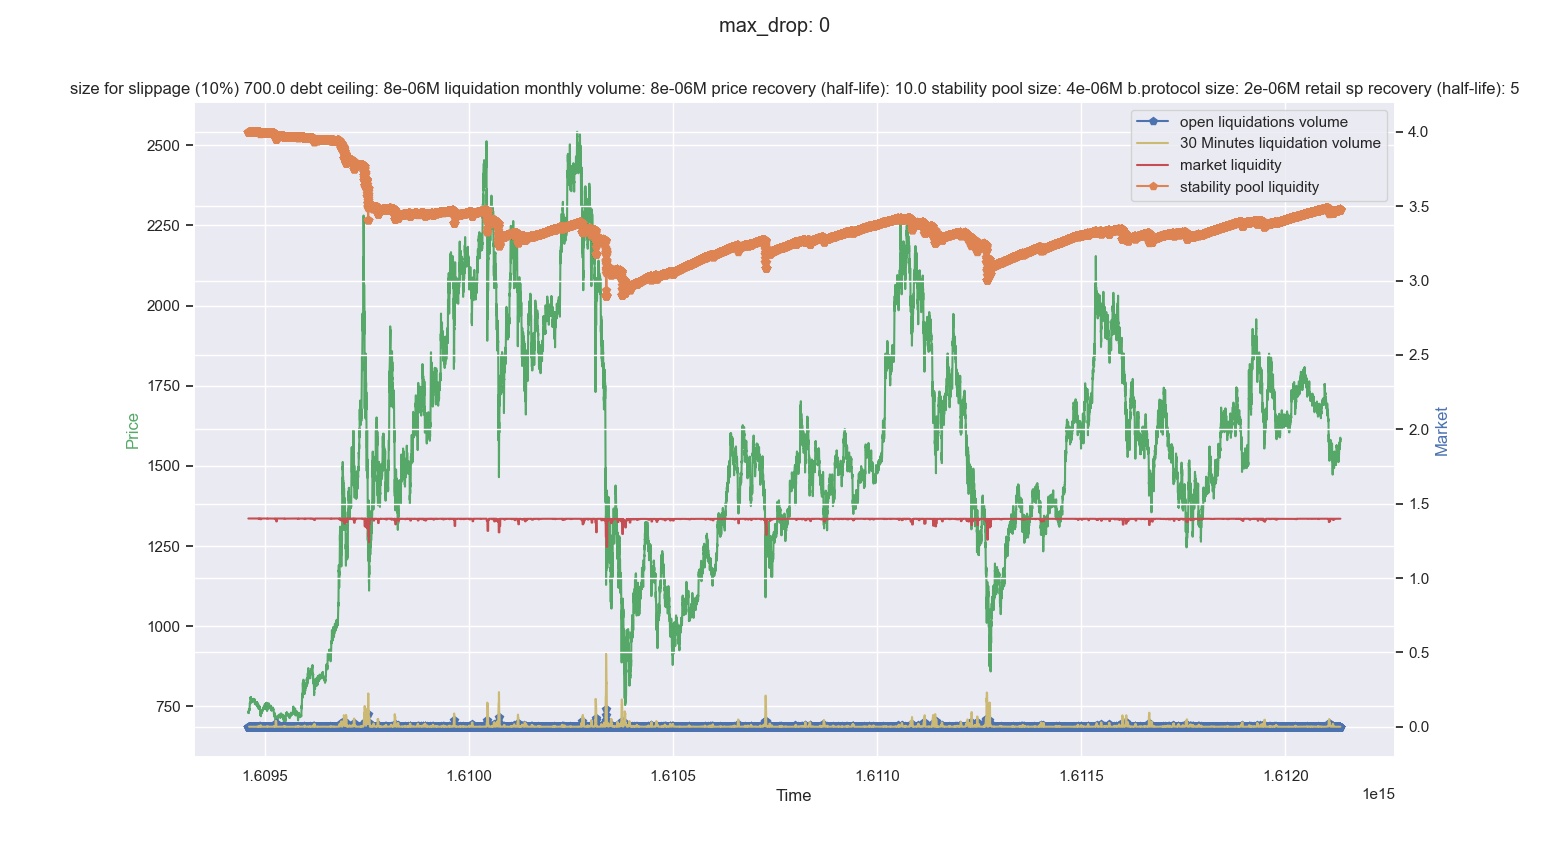 max_drop: 0
size for slippage (10%) 700.0 debt ceiling: 8e-06M liquidation monthly volume: 8e-06M price recovery (half-life): 10.0 stability pool size: 4e-06M b.protocol size: 2e-06M retail sp recovery (half-life): 5
open liquidations volume
30 Minutes liquidation volume
market liquidity
stability pool liquidity
2500
2250
2000
1750
1500
1250
1000
750
Price
4.0
3.5
3.0
2.5
2.0
1.5
1.0
0.5
0.0
Market
1.6095 1.6100 1.6105 1.6110 1.6115 1.6120
Time
1e15